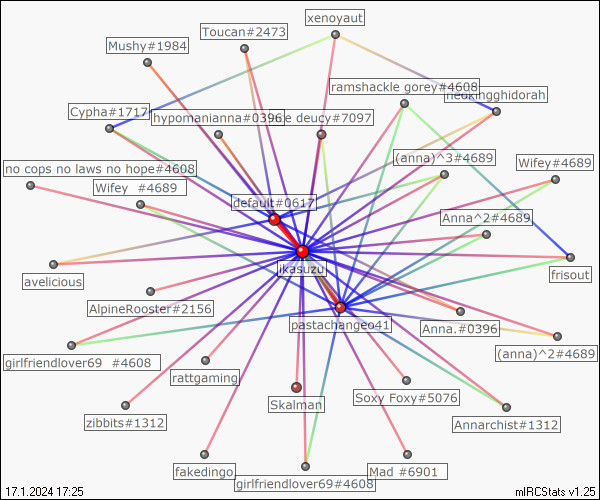 xenoyaut
Toucan#2473
Mushy#1984
ramshackle gorey#4608
neokingghidorah
Cypha#1717
hypomanianna#0396
deucy#7097
(anna)^3#4689
Wifey#4689
no cops no laws no hope#4608
Wifey #4689
default#0617
Anna^2#4689
ikasuzu
avelicious
frisout
AlpineRooster#2156
pastachangeo41
Anna.#0396
girlfriendlover69 #4608
(anna)^2#4689
rattgaming
Skalman
Soxy Foxy#5076
zibbits#1312
Annarchist#1312
fakedingo
Mad #6901
girlfriendlover69#4608
17.1.2024 17:25
mIRCStats v1.25